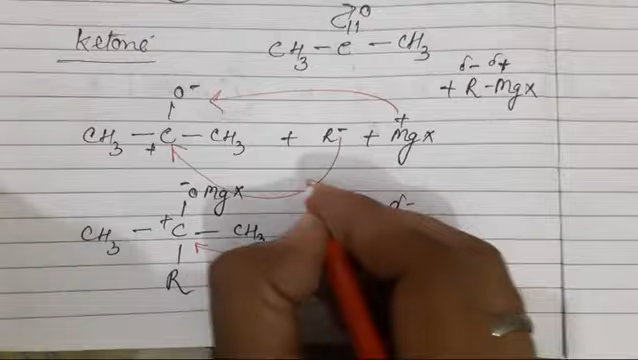 Ketone
O
||
CH3 — C — CH3
δ- δ+
+ R - Mgx
O-
|
CH3 — C — CH3 + R- + Mgx
+ +
-OMgx
|
δ-
CH3 — +C — CH3
|
R